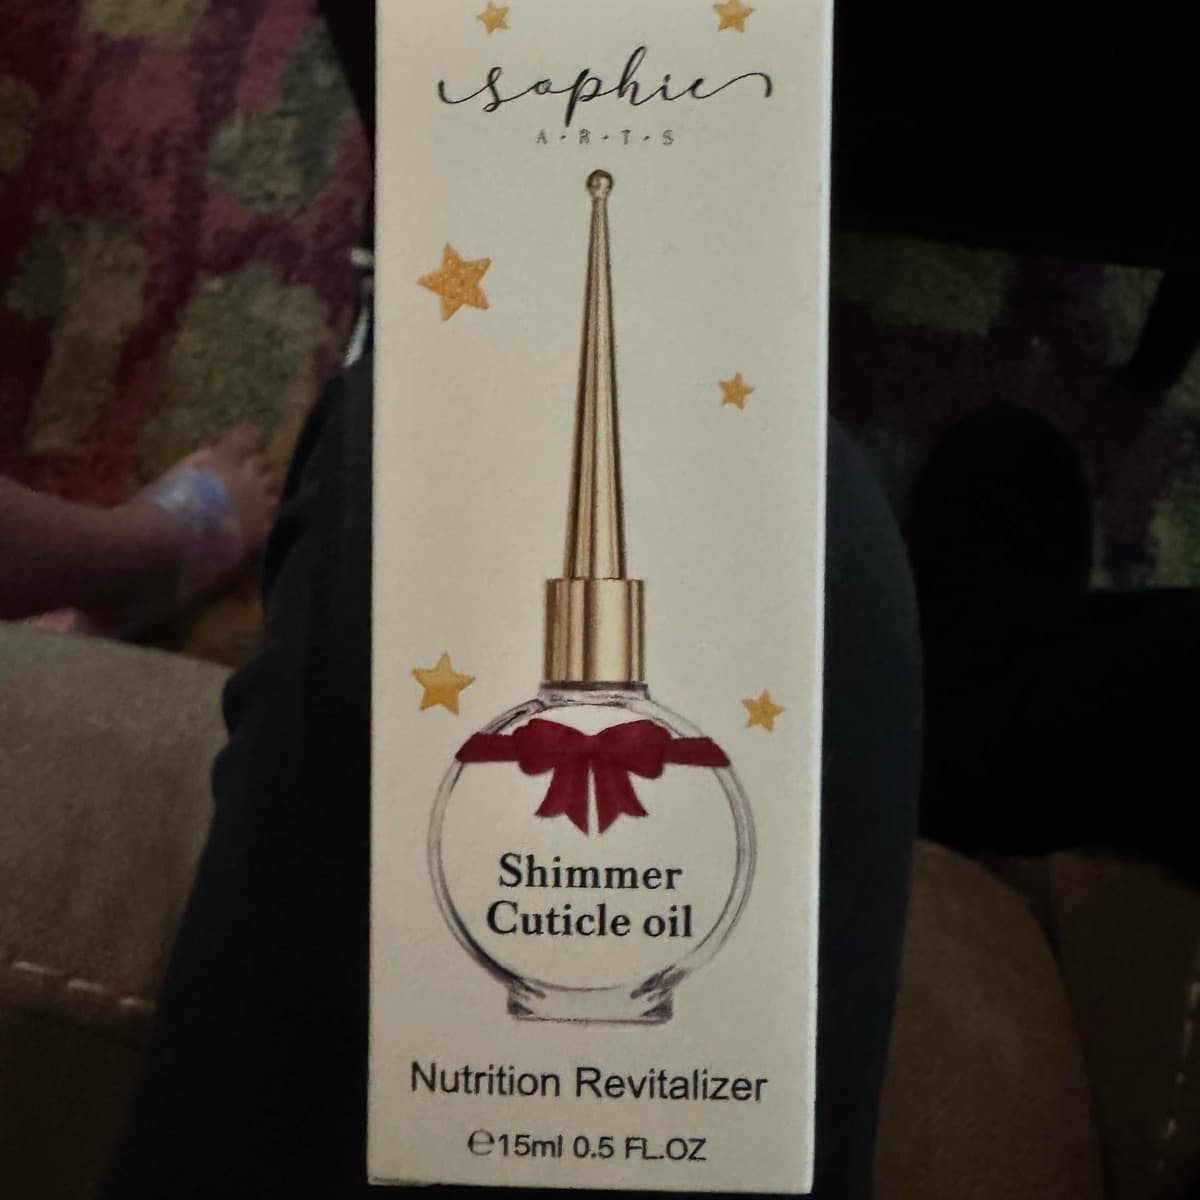 sophie
A·R·T·S
Shimmer
Cuticle oil
Nutrition Revitalizer
℮15ml 0.5 FL.OZ